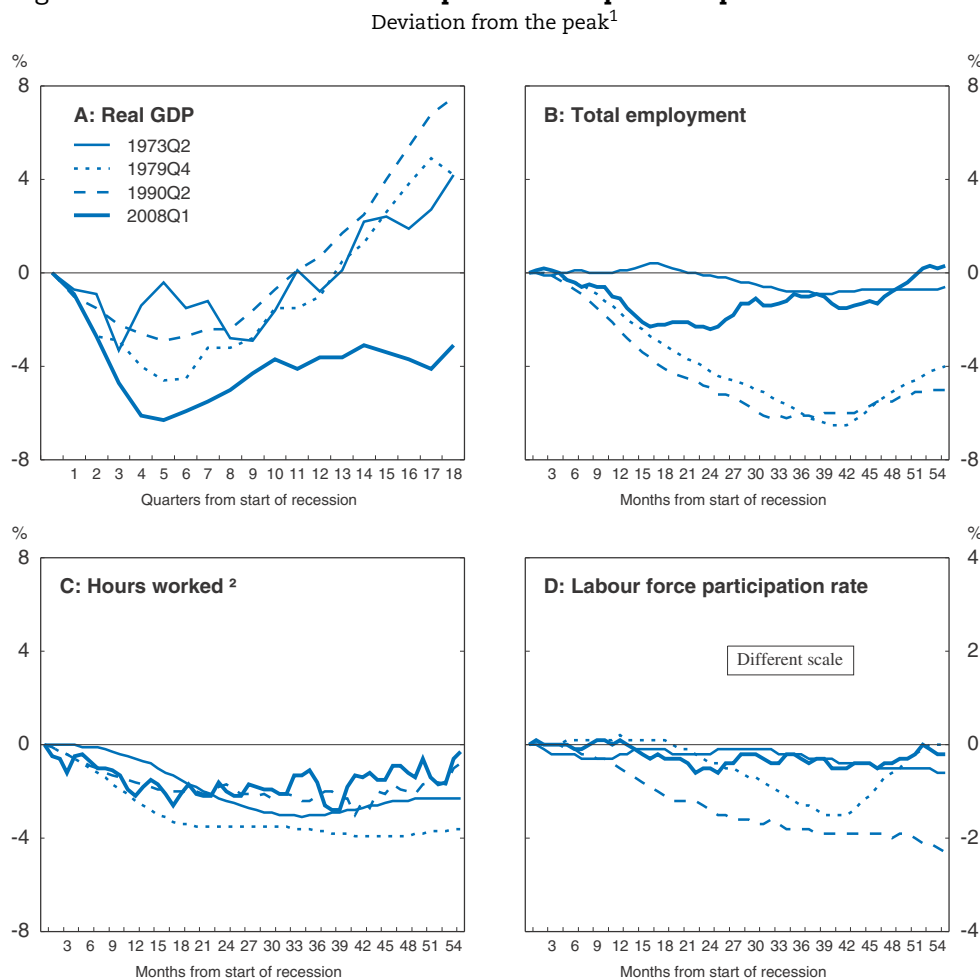 Deviation from the peak¹
%
8
4
0
-4
-8
A: Real GDP
1973Q2
1979Q4
1990Q2
2008Q1
1 2 3 4 5 6 7 8 9 10 11 12 13 14 15 16 17 18
Quarters from start of recession
%
8
4
0
-4
-8
B: Total employment
3 6 9 12 15 18 21 24 27 30 33 36 39 42 45 48 51 54
Months from start of recession
%
8
4
0
-4
-8
C: Hours worked ²
3 6 9 12 15 18 21 24 27 30 33 36 39 42 45 48 51 54
Months from start of recession
%
4
2
0
-2
-4
D: Labour force participation rate
Different scale
3 6 9 12 15 18 21 24 27 30 33 36 39 42 45 48 51 54
Months from start of recession